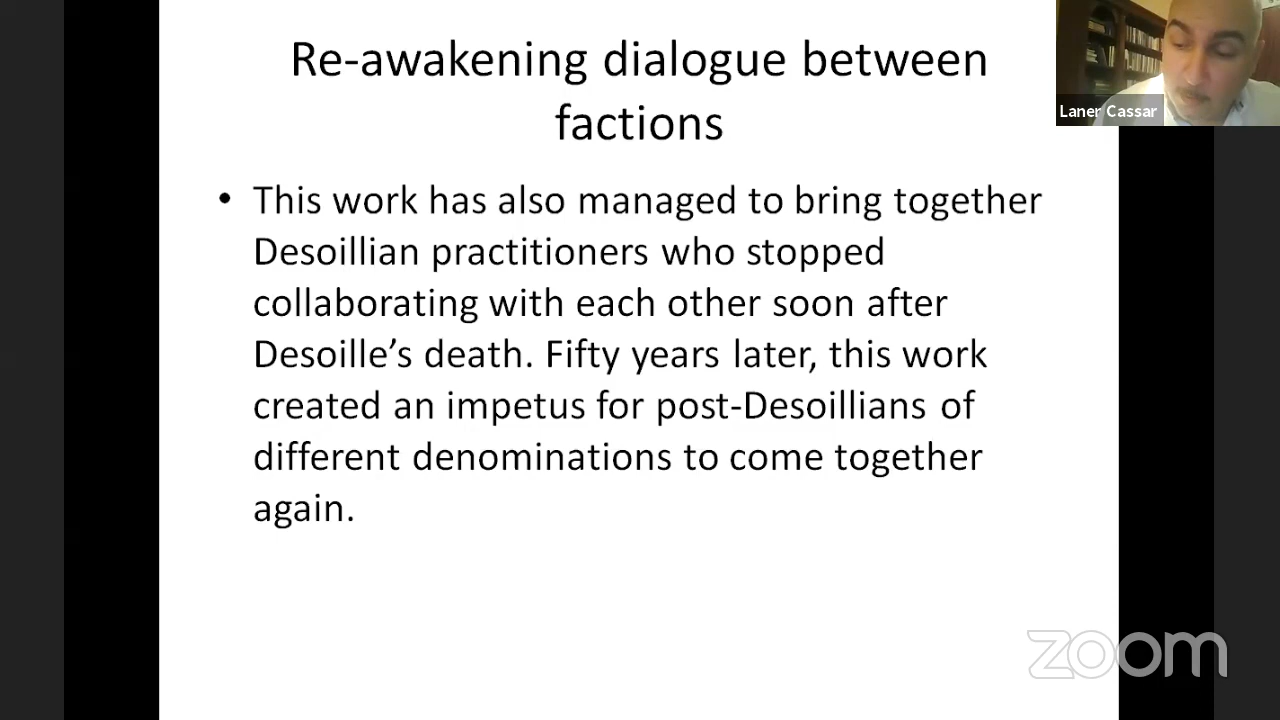 Re-awakening dialogue between
factions
Laner Cassar
• This work has also managed to bring together
Desoillian practitioners who stopped
collaborating with each other soon after
Desoille’s death. Fifty years later, this work
created an impetus for post-Desoillians of
different denominations to come together
again.
zoom